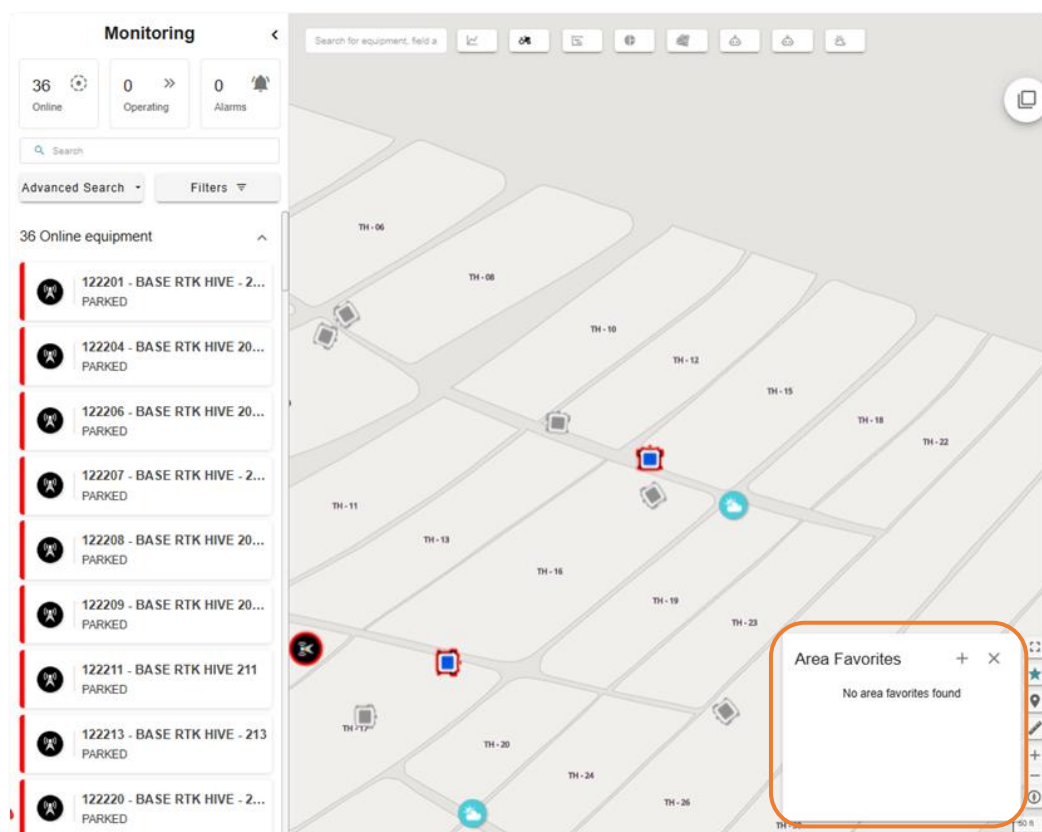 Monitoring
36
Online
0
Operating
0
Alarms
Search
Advanced Search
Filters
36 Online equipment
122201 - BASE RTK HIVE - 2...
PARKED
122204 - BASE RTK HIVE 20...
PARKED
122206 - BASE RTK HIVE 20...
PARKED
122207 - BASE RTK HIVE - 2...
PARKED
122208 - BASE RTK HIVE 20...
PARKED
122209 - BASE RTK HIVE 20...
PARKED
122211 - BASE RTK HIVE 211
PARKED
122213 - BASE RTK HIVE - 213
PARKED
122220 - BASE RTK HIVE - 2...
PARKED
Search for equipment, field a
TH - 06
TH - 08
TH - 10
TH - 12
TH - 15
TH - 18
TH - 22
TH - 11
TH - 13
TH - 16
TH - 19
TH - 23
TH - 17
TH - 20
TH - 24
TH - 26
Area Favorites
No area favorites found
50 ft